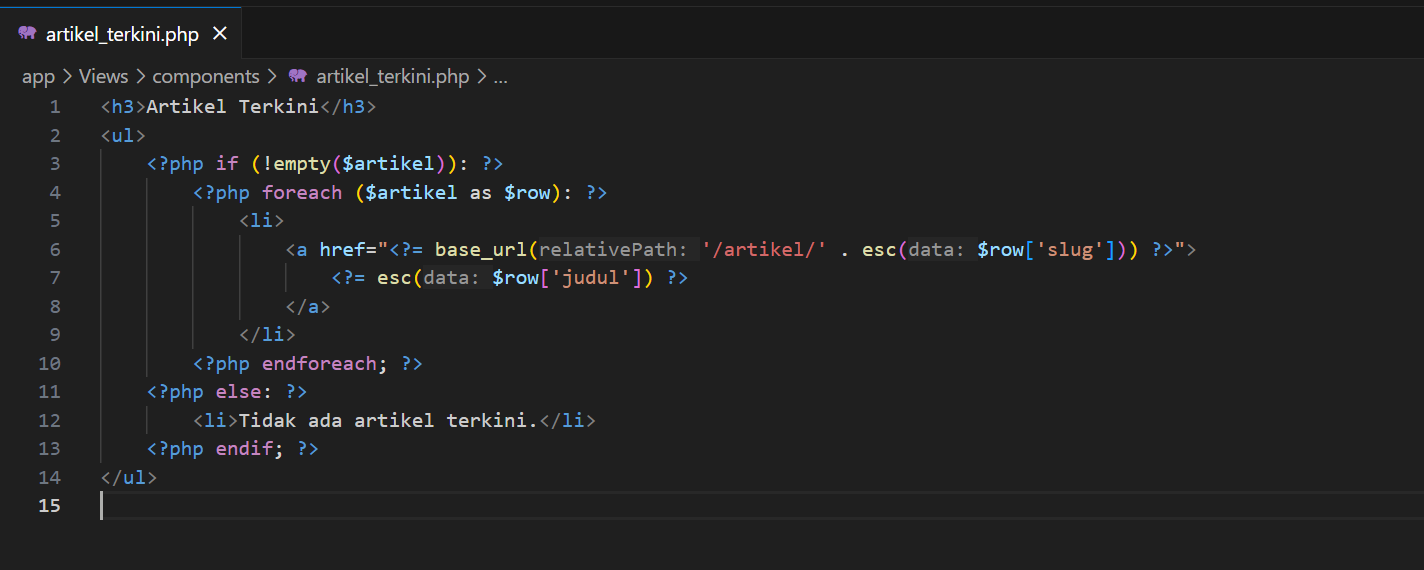 artikel_terkini.php
app > Views > components > artikel_terkini.php > ...
1 <h3>Artikel Terkini</h3>
2 <ul>
3     <?php if (!empty($artikel)): ?>
4         <?php foreach ($artikel as $row): ?>
5             <li>
6                 <a href="<?= base_url(relativePath: '/artikel/' . esc(data: $row['slug'])) ?>">
7                     <?= esc(data: $row['judul']) ?>
8                 </a>
9             </li>
10         <?php endforeach; ?>
11     <?php else: ?>
12         <li>Tidak ada artikel terkini.</li>
13     <?php endif; ?>
14 </ul>
15